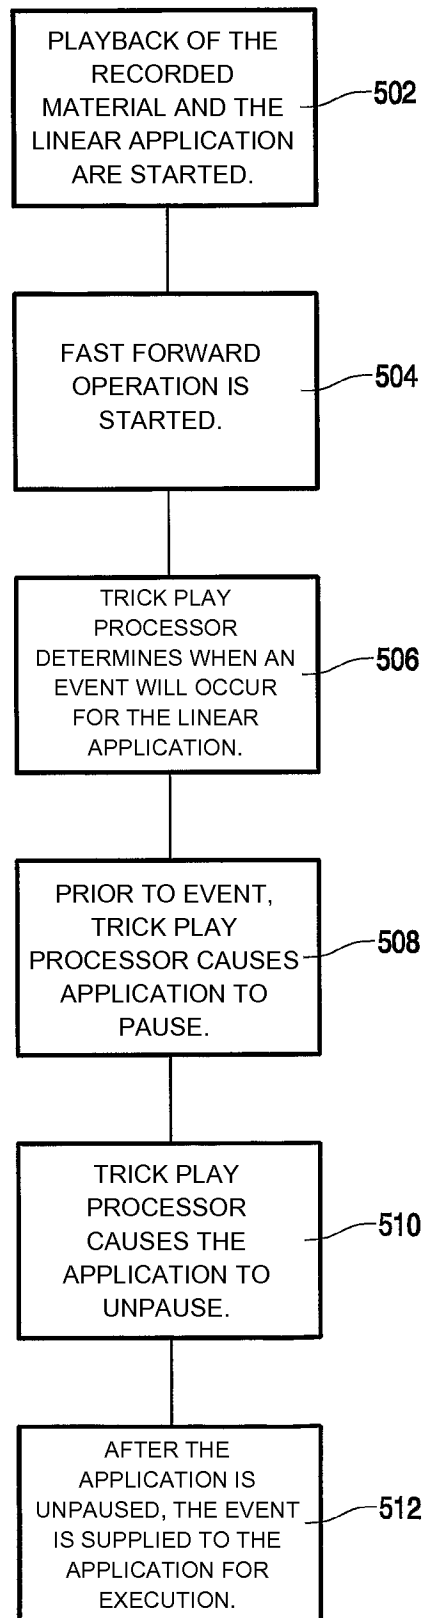 PLAYBACK OF THE
RECORDED
MATERIAL AND THE
LINEAR APPLICATION
ARE STARTED.
502
FAST FORWARD
OPERATION IS
STARTED.
504
TRICK PLAY
PROCESSOR
DETERMINES WHEN AN
EVENT WILL OCCUR
FOR THE LINEAR
APPLICATION.
506
PRIOR TO EVENT,
TRICK PLAY
PROCESSOR CAUSES
APPLICATION TO
PAUSE.
508
TRICK PLAY
PROCESSOR
CAUSES THE
APPLICATION TO
UNPAUSE.
510
AFTER THE
APPLICATION IS
UNPAUSED, THE EVENT
IS SUPPLIED TO THE
APPLICATION FOR
EXECUTION.
512